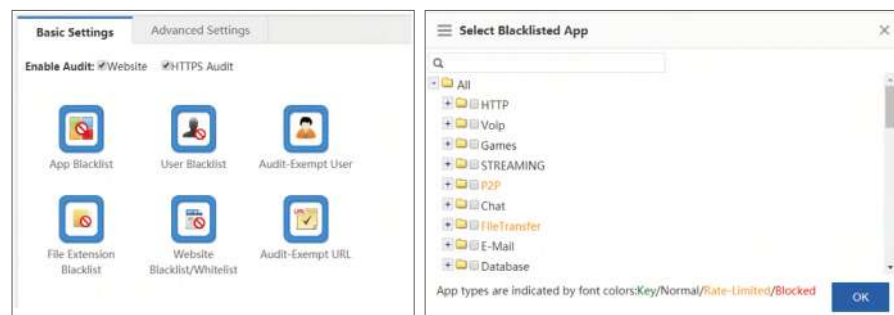 Basic Settings
Advanced Settings
Enable Audit: Website HTTPS Audit
App Blacklist
User Blacklist
Audit-Exempt User
File Extension
Blacklist
Website
Blacklist/Whitelist
Audit-Exempt URL
Select Blacklisted App
All
HTTP
Voip
Games
STREAMING
P2P
Chat
FileTransfer
E-Mail
Database
App types are indicated by font colors:Key/Normal/Rate-Limited/Blocked
OK